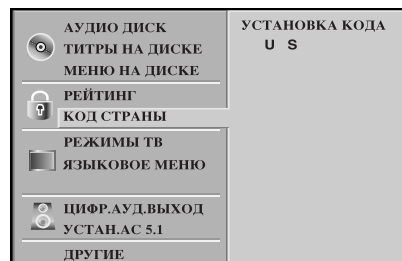 АУДИО ДИСК
ТИТРЫ НА ДИСКЕ
МЕНЮ НА ДИСКЕ
РЕЙТИНГ
КОД СТРАНЫ
РЕЖИМЫ ТВ
ЯЗЫКОВОЕ МЕНЮ
ЦИФР.АУД.ВЫХОД
УСТАН.АС 5.1
ДРУГИЕ
УСТАНОВКА КОДА
U S